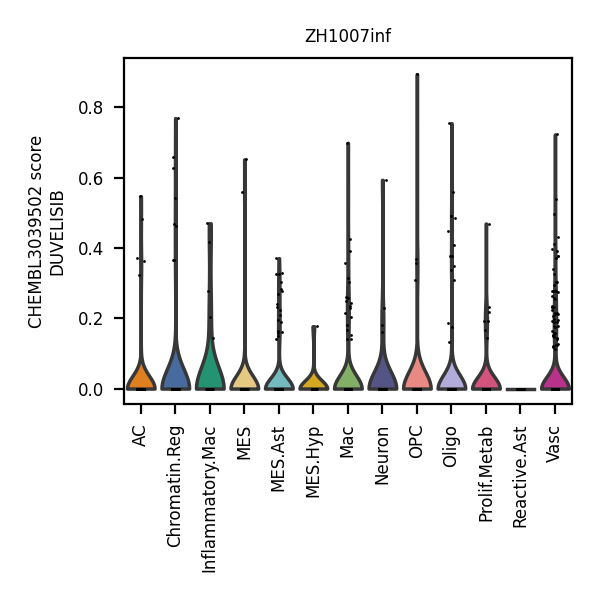 ZH1007inf
CHEMBL3039502 score
DUVELISIB
0.8
0.6
0.4
0.2
0.0
AC
Chromatin.Reg
Inflammatory.Mac
MES
MES.Ast
MES.Hyp
Mac
Neuron
OPC
Oligo
Prolif.Metab
Reactive.Ast
Vasc